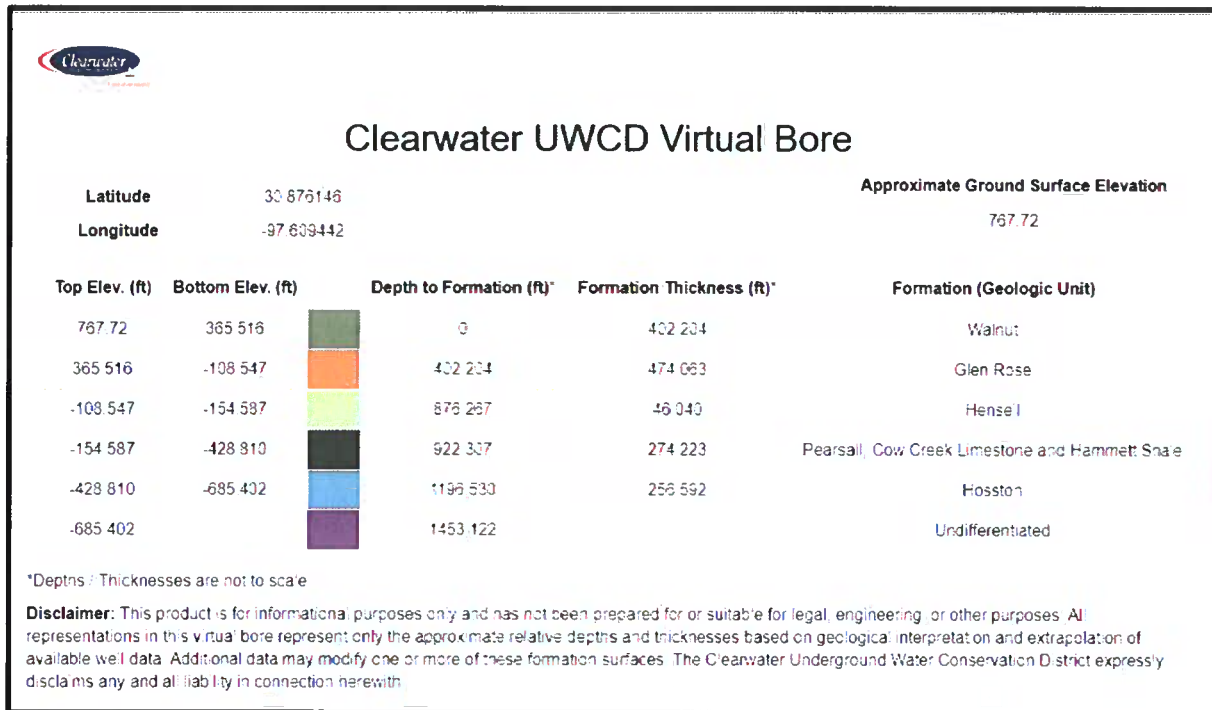 Clearwater
Clearwater UWCD Virtual Bore
Latitude 30.876146
Longitude -97.609442
Approximate Ground Surface Elevation
767.72
Top Elev. (ft) Bottom Elev. (ft) Depth to Formation (ft)* Formation Thickness (ft)* Formation (Geologic Unit)
767.72 365.516 0 402.204 Walnut
365.516 -108.547 402.204 474.063 Glen Rose
-108.547 -154.587 876.267 46.040 Hensell
-154.587 -428.810 922.307 274.223 Pearsall, Cow Creek Limestone and Hammett Shale
-428.810 -685.402 1196.530 256.592 Hosston
-685.402 1453.122 Undifferentiated
*Depths / Thicknesses are not to scale
Disclaimer: This product is for informational purposes only and has not been prepared for or suitable for legal, engineering, or other purposes. All
representations in this virtual bore represent only the approximate relative depths and thicknesses based on geological interpretation and extrapolation of
available well data. Additional data may modify one or more of these formation surfaces. The Clearwater Underground Water Conservation District expressly
disclaims any and all liability in connection herewith